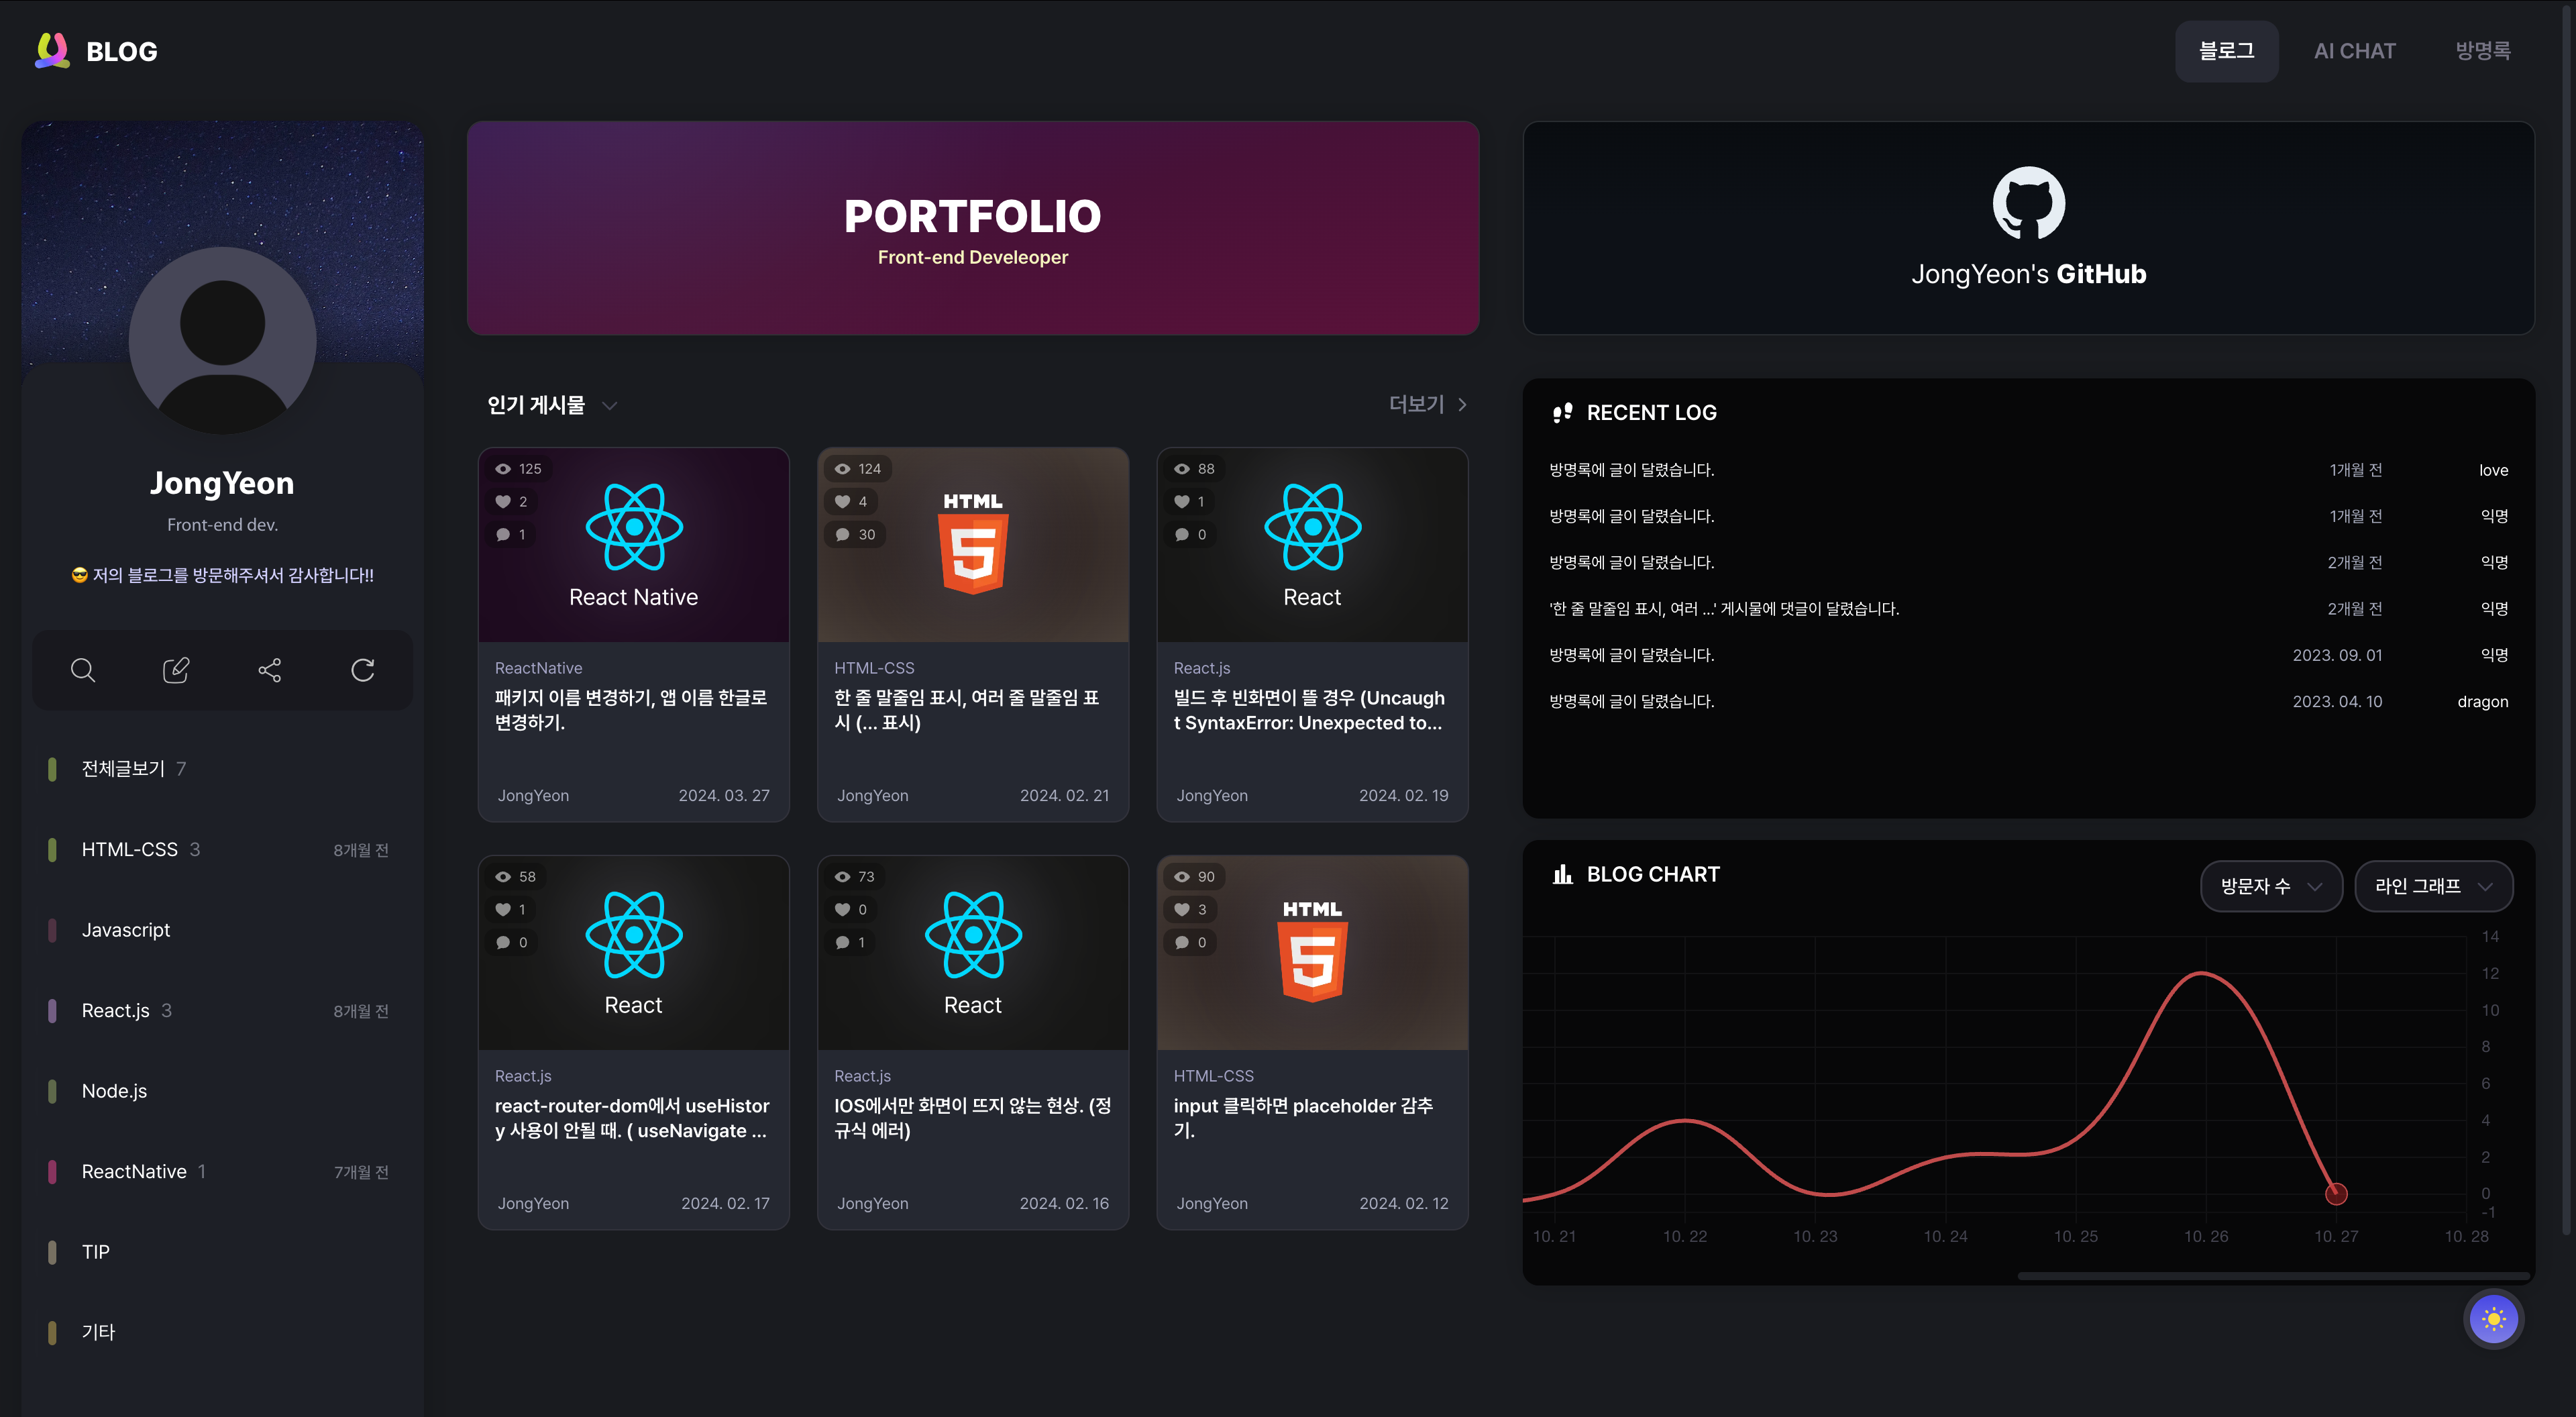 BLOG
블로그
AI CHAT
방명록
JongYeon
Front-end dev.
😎 저의 블로그를 방문해주셔서 감사합니다!!
전체글보기 7
HTML-CSS 3 8개월 전
Javascript
React.js 3 8개월 전
Node.js
ReactNative 1 7개월 전
TIP
기타
PORTFOLIO
Front-end Develeoper
JongYeon's GitHub
인기 게시물
더보기
125
2
1
React Native
ReactNative
패키지 이름 변경하기, 앱 이름 한글로
변경하기.
JongYeon 2024. 03. 27
124
4
30
HTML
5
HTML-CSS
한 줄 말줄임 표시, 여러 줄 말줄임 표
시 (... 표시)
JongYeon 2024. 02. 21
88
1
0
React
React.js
빌드 후 빈화면이 뜰 경우 (Uncaugh
t SyntaxError: Unexpected to...
JongYeon 2024. 02. 19
58
1
0
React
React.js
react-router-dom에서 useHistor
y 사용이 안될 때. ( useNavigate ...
JongYeon 2024. 02. 17
73
0
1
React
React.js
IOS에서만 화면이 뜨지 않는 현상. (정
규식 에러)
JongYeon 2024. 02. 16
90
3
0
HTML
5
HTML-CSS
input 클릭하면 placeholder 감추
기.
JongYeon 2024. 02. 12
RECENT LOG
방명록에 글이 달렸습니다. 1개월 전 love
방명록에 글이 달렸습니다. 1개월 전 익명
방명록에 글이 달렸습니다. 2개월 전 익명
'한 줄 말줄임 표시, 여러 ...' 게시물에 댓글이 달렸습니다. 2개월 전 익명
방명록에 글이 달렸습니다. 2023. 09. 01 익명
방명록에 글이 달렸습니다. 2023. 04. 10 dragon
BLOG CHART
방문자 수
라인 그래프
14
12
10
8
6
4
2
0
-1
10. 21 10. 22 10. 23 10. 24 10. 25 10. 26 10. 27 10. 28